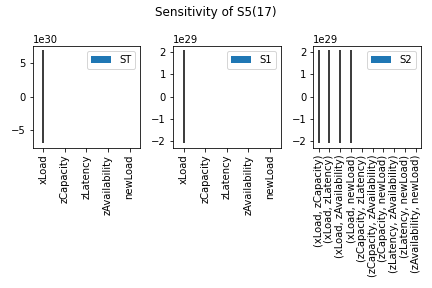 Sensitivity of S5(17)
1e30
ST
5
0
−5
xLoad
zCapacity
zLatency
zAvailability
newLoad
1e29
S1
2
1
0
−1
−2
xLoad
zCapacity
zLatency
zAvailability
newLoad
1e29
S2
2
1
0
−1
−2
(xLoad, zCapacity)
(xLoad, zLatency)
(xLoad, zAvailability)
(xLoad, newLoad)
(zCapacity, zLatency)
(zCapacity, zAvailability)
(zCapacity, newLoad)
(zLatency, zAvailability)
(zLatency, newLoad)
(zAvailability, newLoad)